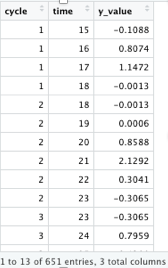 cycle time y_value
1 15 −0.1088
1 16 0.8074
1 17 1.1472
1 18 −0.0013
2 18 −0.0013
2 19 0.0006
2 20 0.8588
2 21 2.1292
2 22 0.3041
2 23 −0.3065
3 23 −0.3065
3 24 0.7959
1 to 13 of 651 entries, 3 total columns